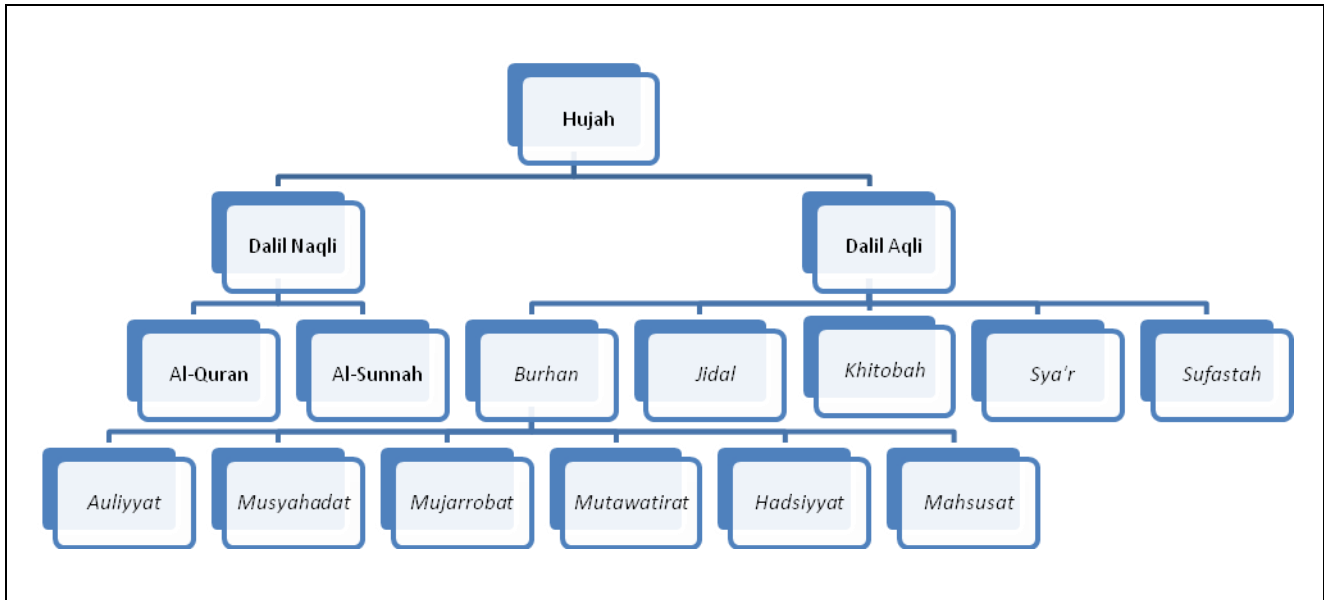 Hujah
Dalil Naqli
Dalil Aqli
Al-Quran
Al-Sunnah
Burhan
Jidal
Khitobah
Sya'r
Sufastah
Auliyyat
Musyahadat
Mujarrobat
Mutawatirat
Hadsiyyat
Mahsusat